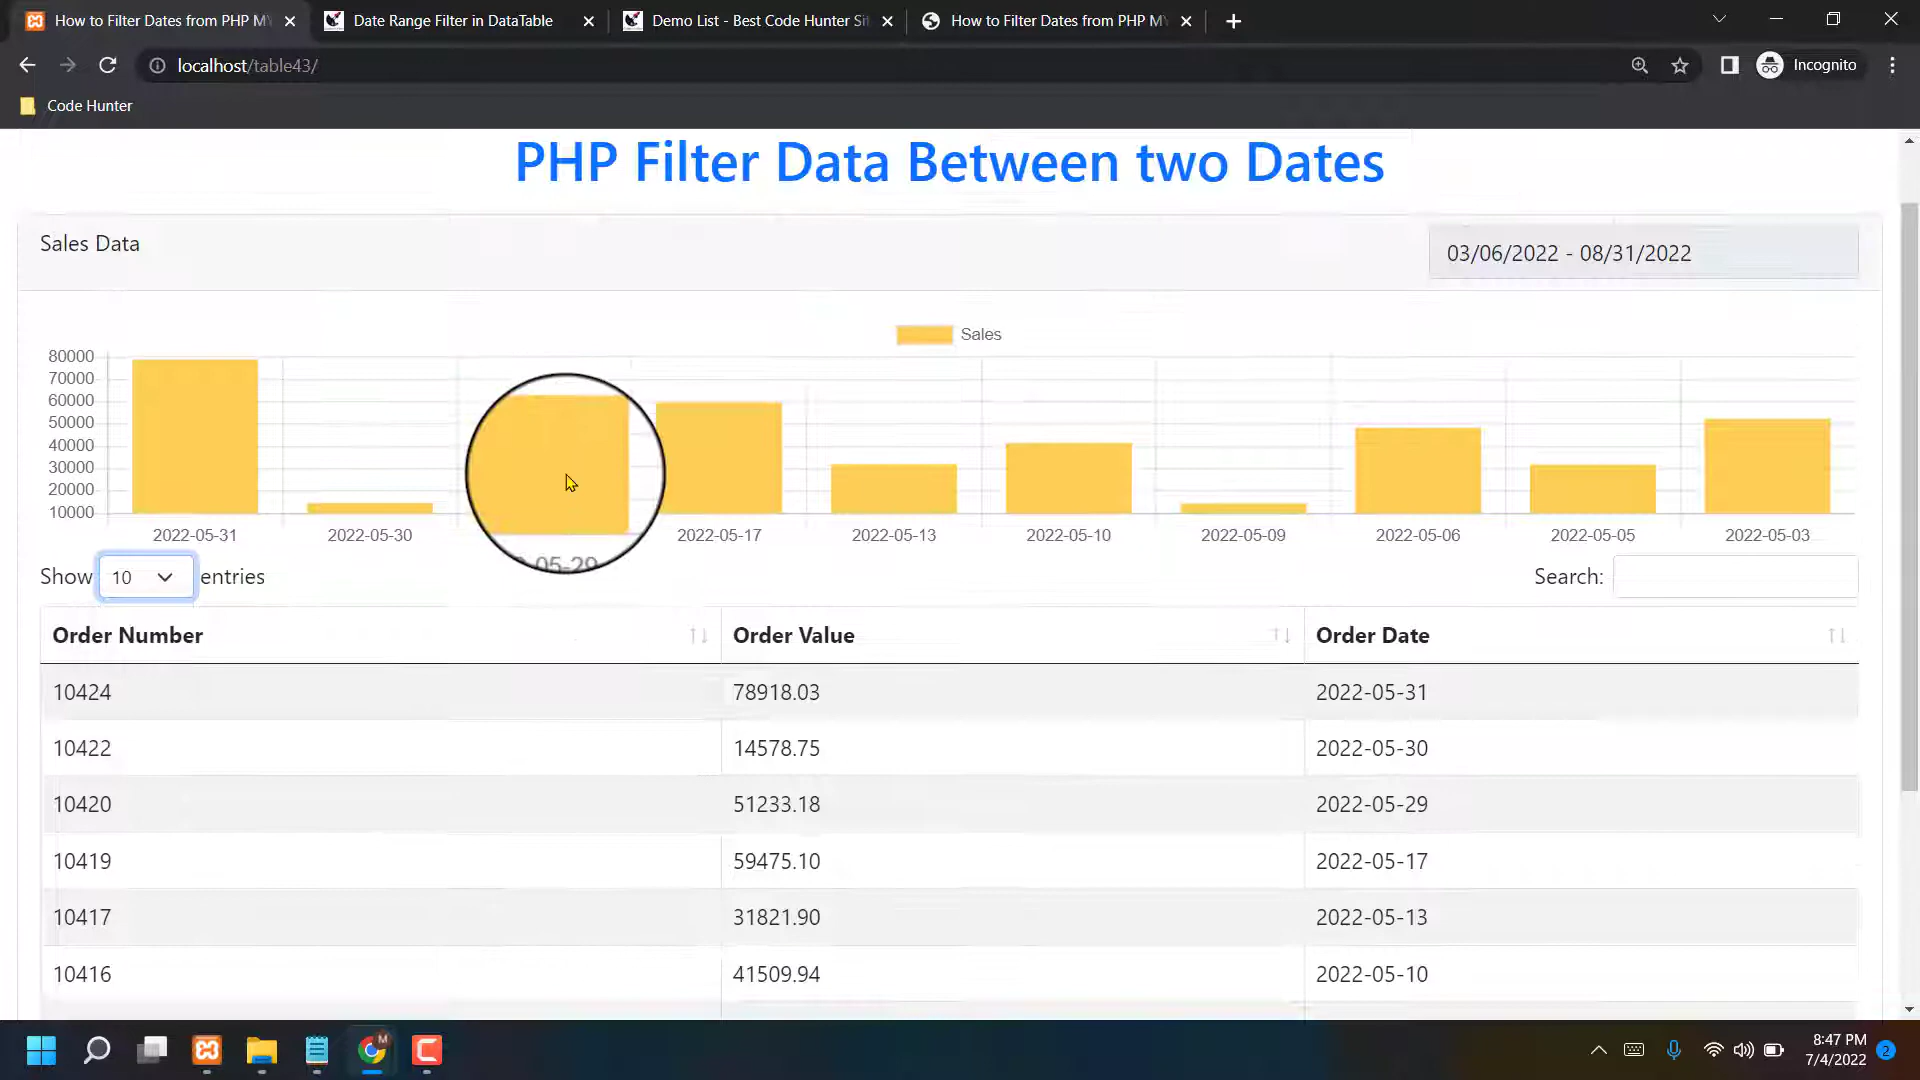 How to Filter Dates from PHP M
Date Range Filter in DataTable
Demo List - Best Code Hunter Sit
How to Filter Dates from PHP M
localhost/table43/
Incognito
Code Hunter
PHP Filter Data Between two Dates
Sales Data
03/06/2022 - 08/31/2022
Sales
80000
70000
60000
50000
40000
30000
20000
10000
2022-05-31 2022-05-30 05-29 2022-05-17 2022-05-13 2022-05-10 2022-05-09 2022-05-06 2022-05-05 2022-05-03
Show 10 entries
Search:
Order Number Order Value Order Date
10424 78918.03 2022-05-31
10422 14578.75 2022-05-30
10420 51233.18 2022-05-29
10419 59475.10 2022-05-17
10417 31821.90 2022-05-13
10416 41509.94 2022-05-10
M
8:47 PM
7/4/2022
2